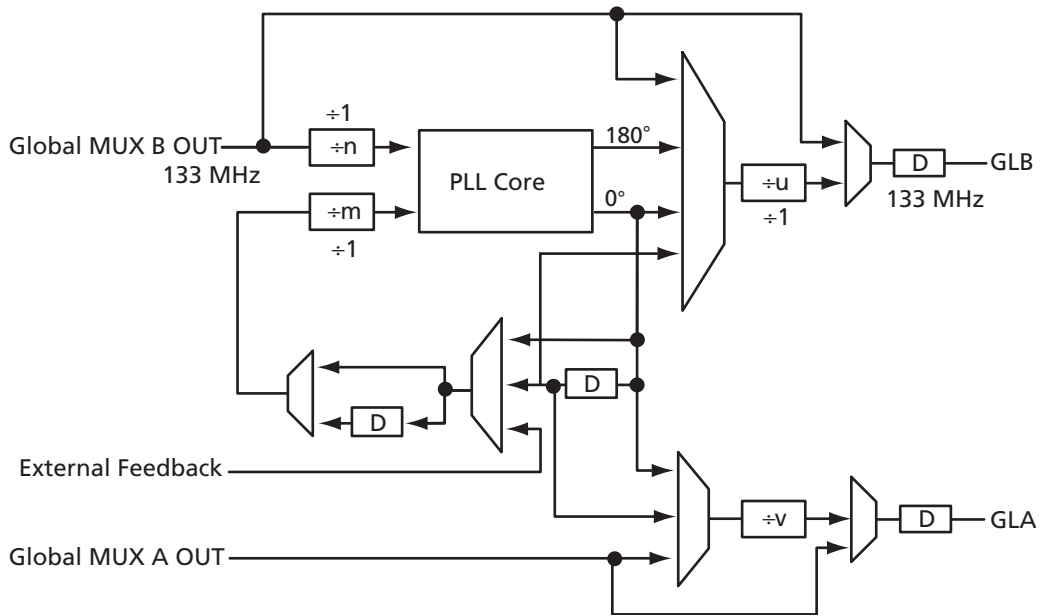 ÷1
Global MUX B OUT
÷n
PLL Core
180°
÷u
D
GLB
133 MHz
133 MHz
÷m
0°
÷1
÷1
D
D
External Feedback
÷v
D
GLA
Global MUX A OUT